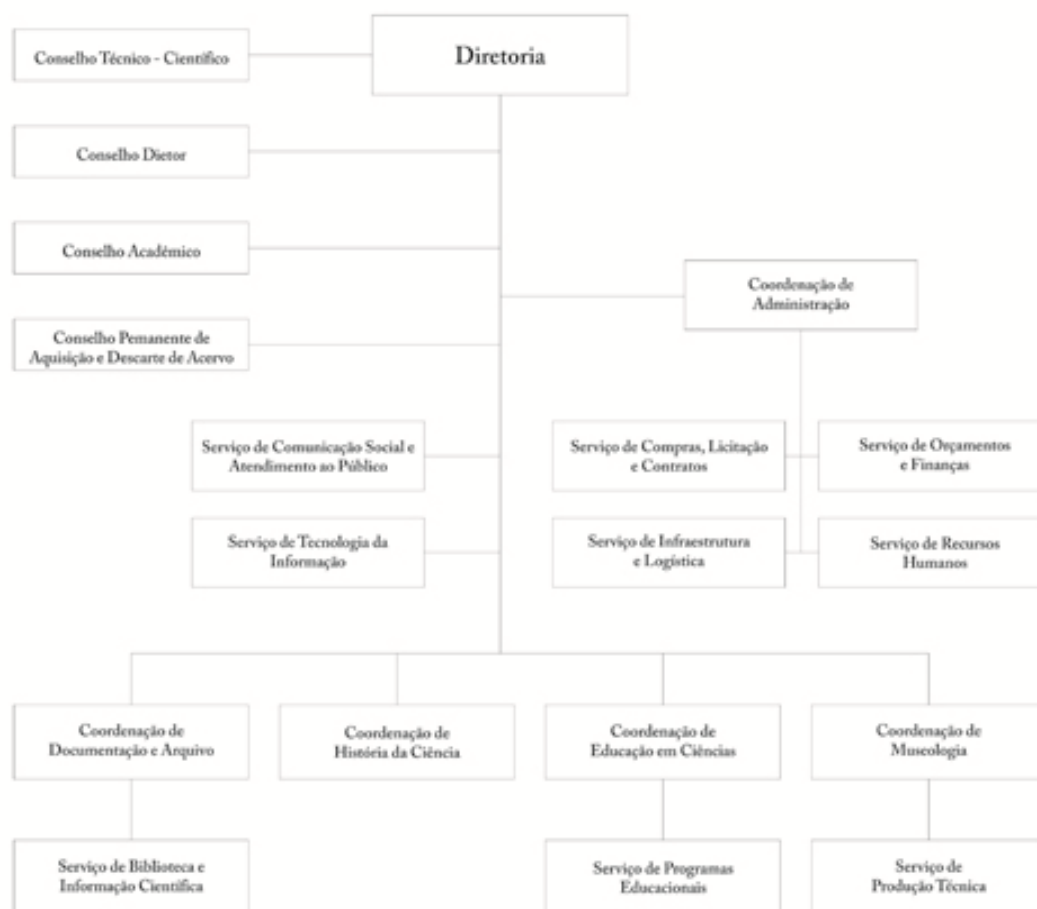 Diretoria
Conselho Técnico - Científico
Conselho Dietor
Conselho Acadêmico
Conselho Pemanente de
Aquisição e Descarte de Acervo
Coordenação de
Administração
Serviço de Comunicação Social e
Atendimento ao Público
Serviço de Compras, Licitação
e Contratos
Serviço de Orçamentos
e Finanças
Serviço de Tecnologia da
Informação
Serviço de Infraestrutura
e Logística
Serviço de Recursos
Humanos
Coordenação de
Documentação e Arquivo
Coordenação de
História da Ciência
Coordenação de
Educação em Ciências
Coordenação de
Museologia
Serviço de Biblioteca e
Informação Científica
Serviço de Programas
Educacionais
Serviço de
Produção Técnica